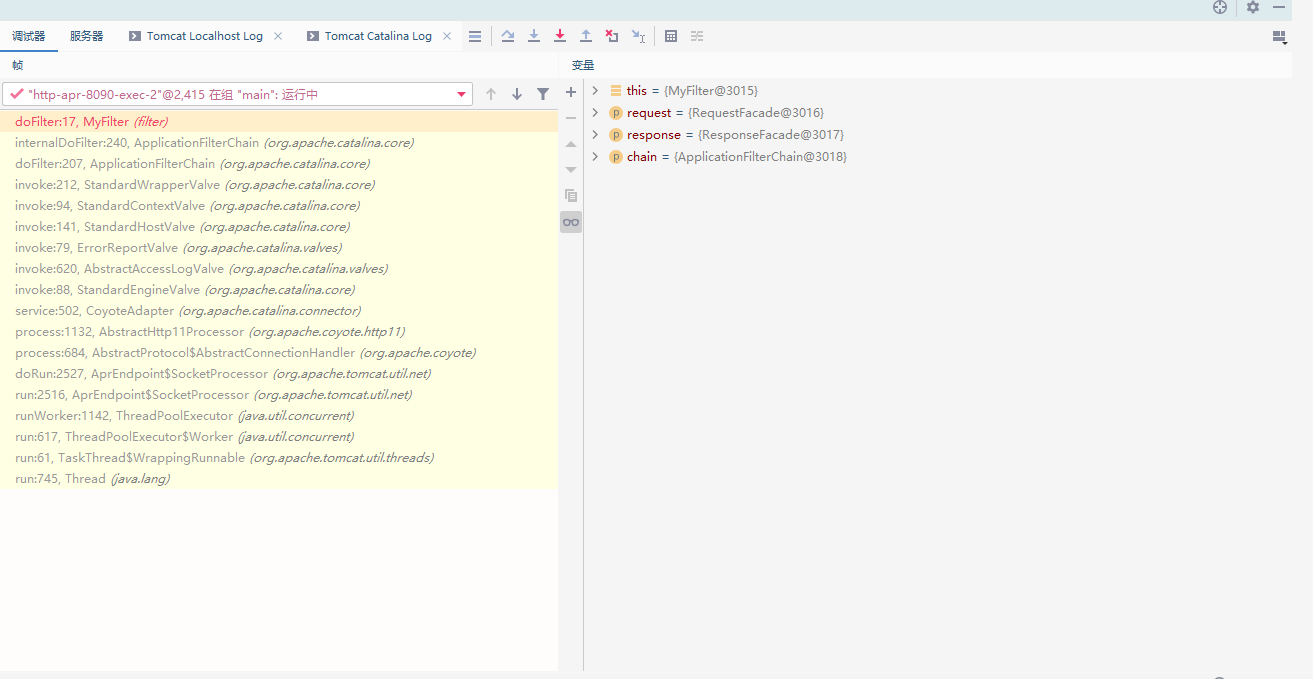 调试器 服务器 Tomcat Localhost Log Tomcat Catalina Log
帧
变量
"http-apr-8090-exec-2"@2,415 在组 "main": 运行中
doFilter:17, MyFilter (filter)
internalDoFilter:240, ApplicationFilterChain (org.apache.catalina.core)
doFilter:207, ApplicationFilterChain (org.apache.catalina.core)
invoke:212, StandardWrapperValve (org.apache.catalina.core)
invoke:94, StandardContextValve (org.apache.catalina.core)
invoke:141, StandardHostValve (org.apache.catalina.core)
invoke:79, ErrorReportValve (org.apache.catalina.valves)
invoke:620, AbstractAccessLogValve (org.apache.catalina.valves)
invoke:88, StandardEngineValve (org.apache.catalina.core)
service:502, CoyoteAdapter (org.apache.catalina.connector)
process:1132, AbstractHttp11Processor (org.apache.coyote.http11)
process:684, AbstractProtocol$AbstractConnectionHandler (org.apache.coyote)
doRun:2527, AprEndpoint$SocketProcessor (org.apache.tomcat.util.net)
run:2516, AprEndpoint$SocketProcessor (org.apache.tomcat.util.net)
runWorker:1142, ThreadPoolExecutor (java.util.concurrent)
run:617, ThreadPoolExecutor$Worker (java.util.concurrent)
run:61, TaskThread$WrappingRunnable (org.apache.tomcat.util.threads)
run:745, Thread (java.lang)
this = {MyFilter@3015}
p request = {RequestFacade@3016}
p response = {ResponseFacade@3017}
p chain = {ApplicationFilterChain@3018}